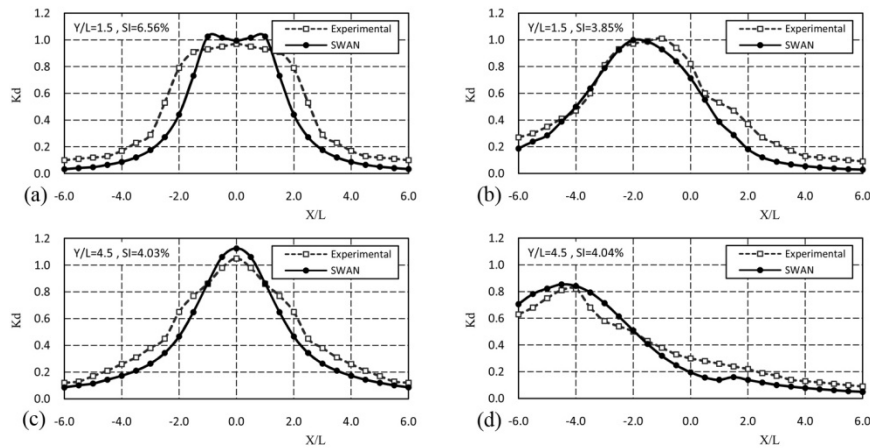 1.2
Y/L=1.5 , SI=6.56%
Experimental
SWAN
1.0
0.8
0.6
0.4
0.2
0.0
Kd
-6.0 -4.0 -2.0 0.0 2.0 4.0 6.0
X/L
(a)
1.2
Y/L=1.5 , SI=3.85%
Experimental
SWAN
1.0
0.8
0.6
0.4
0.2
0.0
Kd
-6.0 -4.0 -2.0 0.0 2.0 4.0 6.0
X/L
(b)
1.2
Y/L=4.5 , SI=4.03%
Experimental
SWAN
1.0
0.8
0.6
0.4
0.2
0.0
Kd
-6.0 -4.0 -2.0 0.0 2.0 4.0 6.0
X/L
(c)
1.2
Y/L=4.5 , SI=4.04%
Experimental
SWAN
1.0
0.8
0.6
0.4
0.2
0.0
Kd
-6.0 -4.0 -2.0 0.0 2.0 4.0 6.0
X/L
(d)